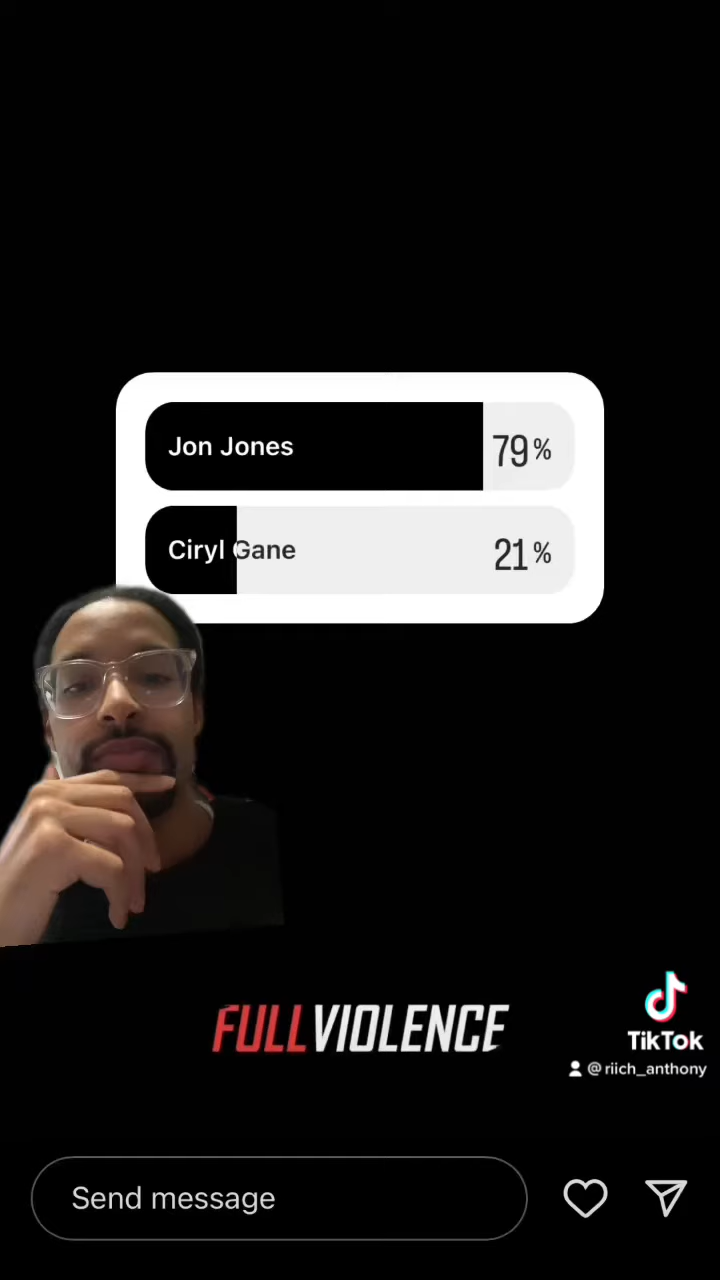 Jon Jones 79%
Ciryl Gane 21%
FULLVIOLENCE
TikTok
@riich_anthony
Send message